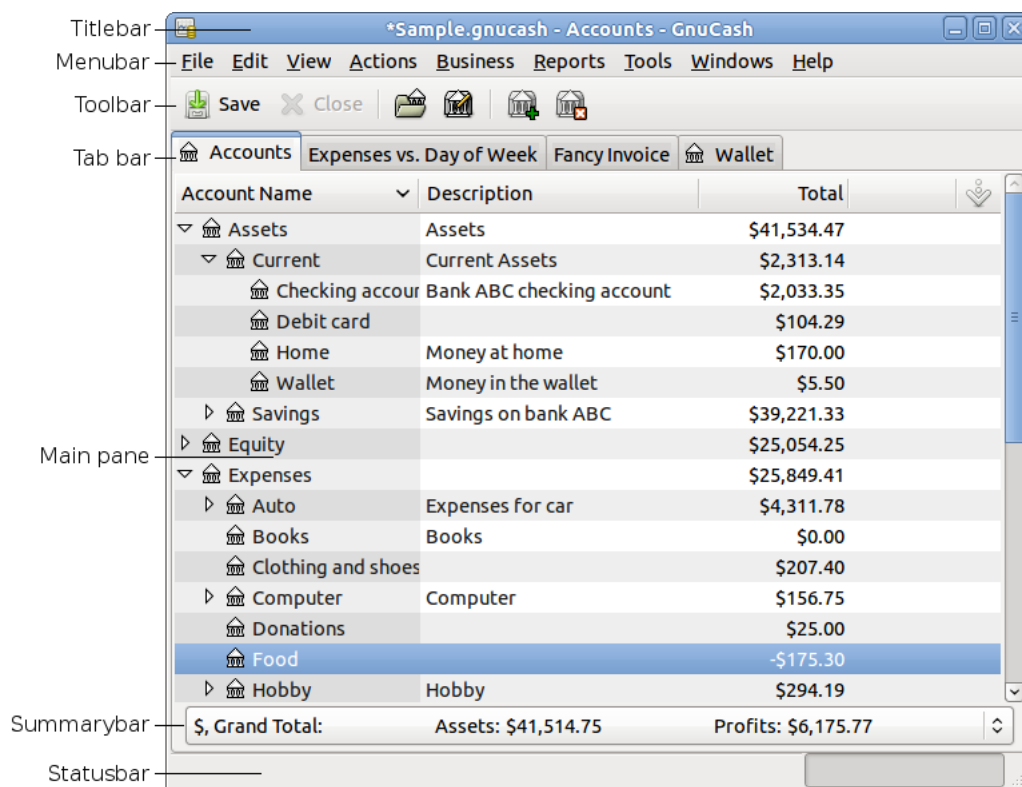 Titlebar
*Sample.gnucash - Accounts - GnuCash
Menubar
File Edit View Actions Business Reports Tools Windows Help
Toolbar
Save Close
Tab bar
Accounts Expenses vs. Day of Week Fancy Invoice Wallet
Account Name Description Total
Assets Assets $41,534.47
Current Current Assets $2,313.14
Checking accour Bank ABC checking account $2,033.35
Debit card $104.29
Home Money at home $170.00
Wallet Money in the wallet $5.50
Savings Savings on bank ABC $39,221.33
Equity $25,054.25
Main pane
Expenses $25,849.41
Auto Expenses for car $4,311.78
Books Books $0.00
Clothing and shoes $207.40
Computer Computer $156.75
Donations $25.00
Food -$175.30
Hobby Hobby $294.19
Summarybar
$, Grand Total: Assets: $41,514.75 Profits: $6,175.77
Statusbar